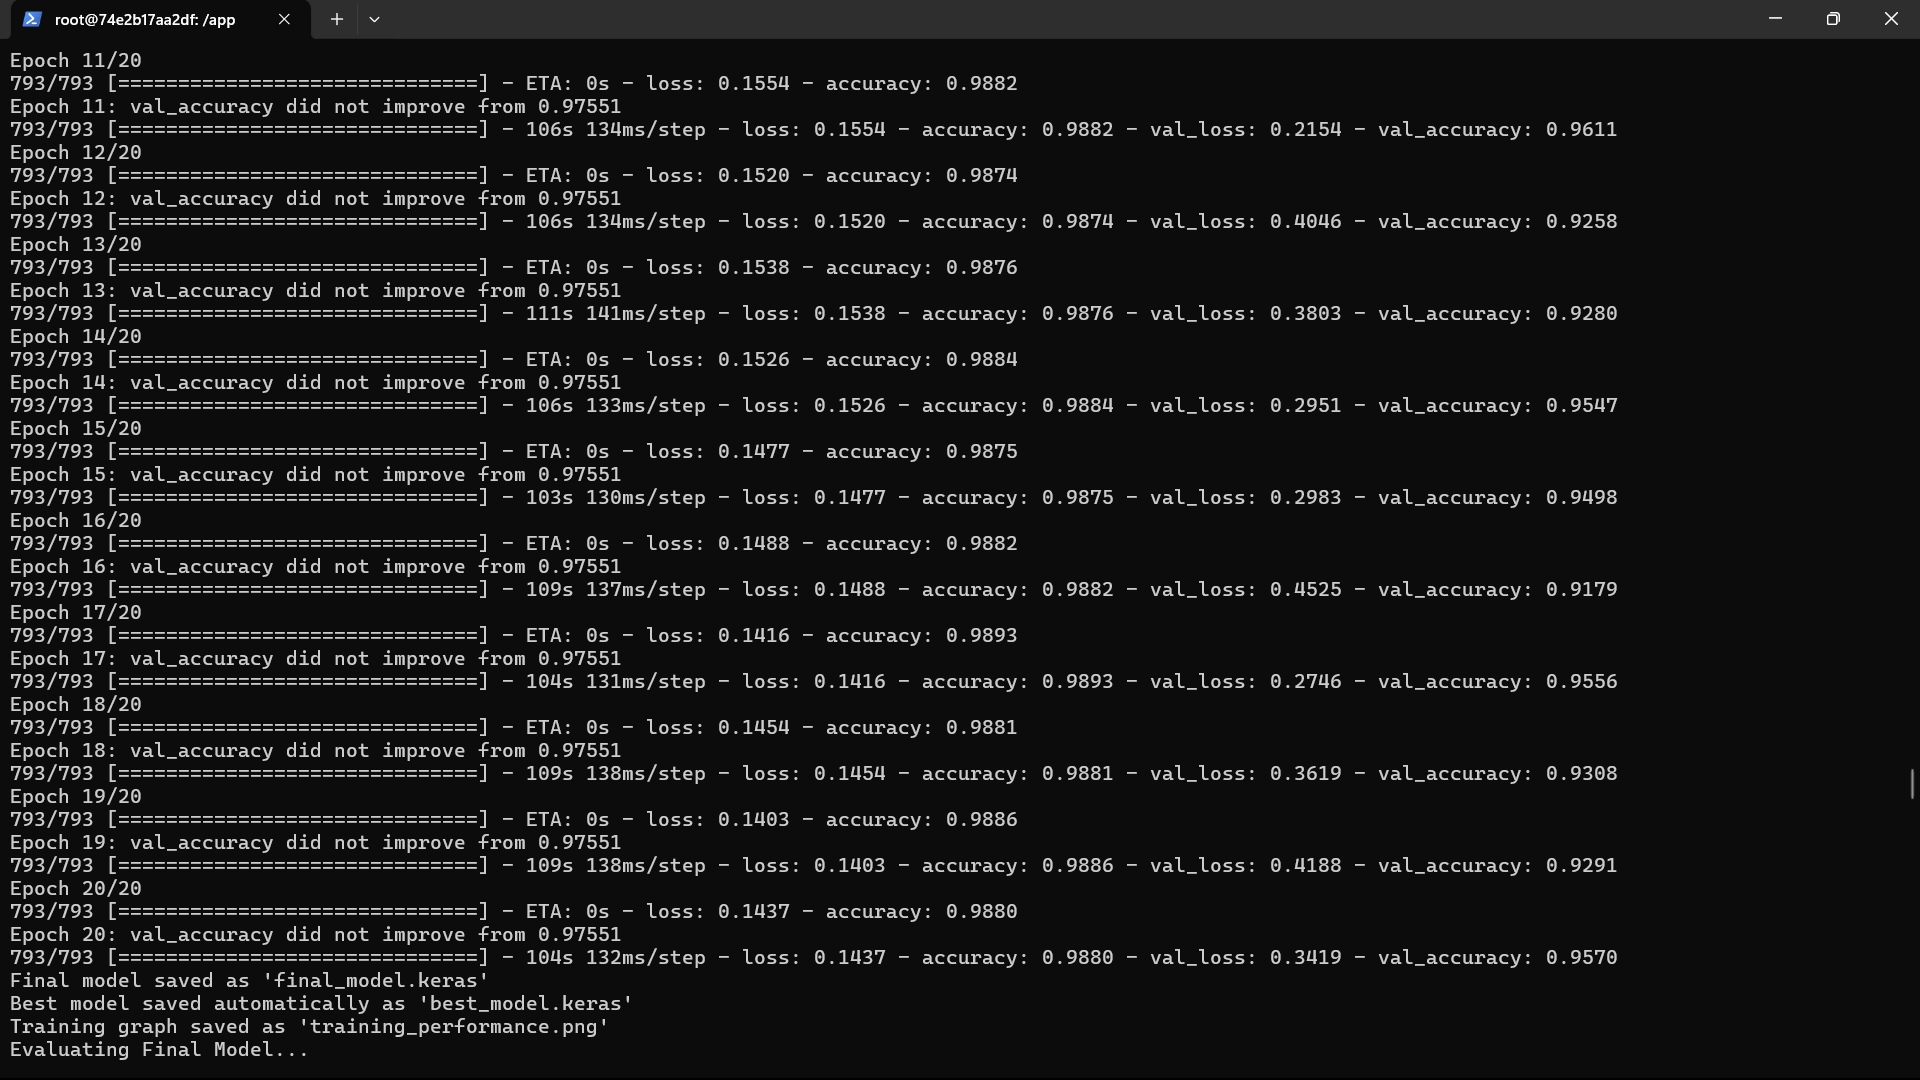 root@74e2b17aa2df: /app
Epoch 11/20
793/793 [==============================] - ETA: 0s - loss: 0.1554 - accuracy: 0.9882
Epoch 11: val_accuracy did not improve from 0.97551
793/793 [==============================] - 106s 134ms/step - loss: 0.1554 - accuracy: 0.9882 - val_loss: 0.2154 - val_accuracy: 0.9611
Epoch 12/20
793/793 [==============================] - ETA: 0s - loss: 0.1520 - accuracy: 0.9874
Epoch 12: val_accuracy did not improve from 0.97551
793/793 [==============================] - 106s 134ms/step - loss: 0.1520 - accuracy: 0.9874 - val_loss: 0.4046 - val_accuracy: 0.9258
Epoch 13/20
793/793 [==============================] - ETA: 0s - loss: 0.1538 - accuracy: 0.9876
Epoch 13: val_accuracy did not improve from 0.97551
793/793 [==============================] - 111s 141ms/step - loss: 0.1538 - accuracy: 0.9876 - val_loss: 0.3803 - val_accuracy: 0.9280
Epoch 14/20
793/793 [==============================] - ETA: 0s - loss: 0.1526 - accuracy: 0.9884
Epoch 14: val_accuracy did not improve from 0.97551
793/793 [==============================] - 106s 133ms/step - loss: 0.1526 - accuracy: 0.9884 - val_loss: 0.2951 - val_accuracy: 0.9547
Epoch 15/20
793/793 [==============================] - ETA: 0s - loss: 0.1477 - accuracy: 0.9875
Epoch 15: val_accuracy did not improve from 0.97551
793/793 [==============================] - 103s 130ms/step - loss: 0.1477 - accuracy: 0.9875 - val_loss: 0.2983 - val_accuracy: 0.9498
Epoch 16/20
793/793 [==============================] - ETA: 0s - loss: 0.1488 - accuracy: 0.9882
Epoch 16: val_accuracy did not improve from 0.97551
793/793 [==============================] - 109s 137ms/step - loss: 0.1488 - accuracy: 0.9882 - val_loss: 0.4525 - val_accuracy: 0.9179
Epoch 17/20
793/793 [==============================] - ETA: 0s - loss: 0.1416 - accuracy: 0.9893
Epoch 17: val_accuracy did not improve from 0.97551
793/793 [==============================] - 104s 131ms/step - loss: 0.1416 - accuracy: 0.9893 - val_loss: 0.2746 - val_accuracy: 0.9556
Epoch 18/20
793/793 [==============================] - ETA: 0s - loss: 0.1454 - accuracy: 0.9881
Epoch 18: val_accuracy did not improve from 0.97551
793/793 [==============================] - 109s 138ms/step - loss: 0.1454 - accuracy: 0.9881 - val_loss: 0.3619 - val_accuracy: 0.9308
Epoch 19/20
793/793 [==============================] - ETA: 0s - loss: 0.1403 - accuracy: 0.9886
Epoch 19: val_accuracy did not improve from 0.97551
793/793 [==============================] - 109s 138ms/step - loss: 0.1403 - accuracy: 0.9886 - val_loss: 0.4188 - val_accuracy: 0.9291
Epoch 20/20
793/793 [==============================] - ETA: 0s - loss: 0.1437 - accuracy: 0.9880
Epoch 20: val_accuracy did not improve from 0.97551
793/793 [==============================] - 104s 132ms/step - loss: 0.1437 - accuracy: 0.9880 - val_loss: 0.3419 - val_accuracy: 0.9570
Final model saved as 'final_model.keras'
Best model saved automatically as 'best_model.keras'
Training graph saved as 'training_performance.png'
Evaluating Final Model...